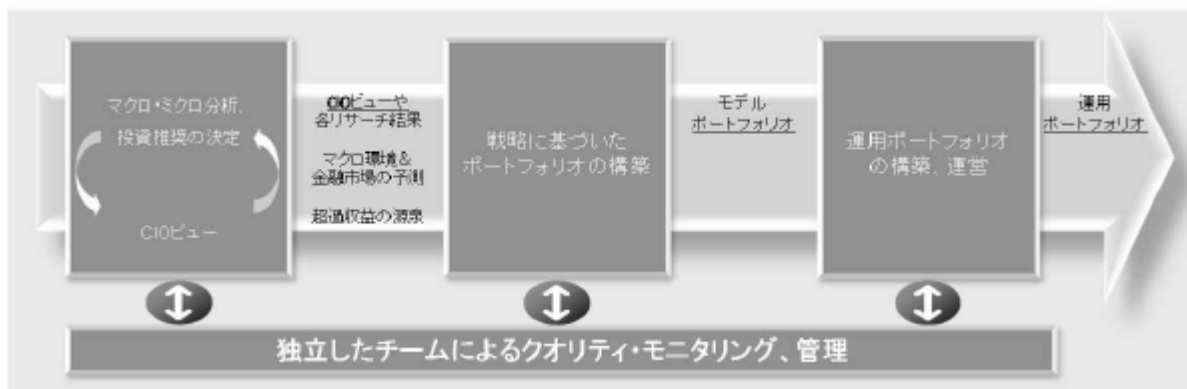 マクロ・ミクロ分析、
投資推奨の決定
CIOビュー
CIOビューや
各リサーチ結果
マクロ環境&
金融市場の予測
超過収益の源泉
戦略に基づいた
ポートフォリオの構築
モデル
ポートフォリオ
運用ポートフォリオ
の構築、運営
運用
ポートフォリオ
独立したチームによるクオリティ・モニタリング、管理